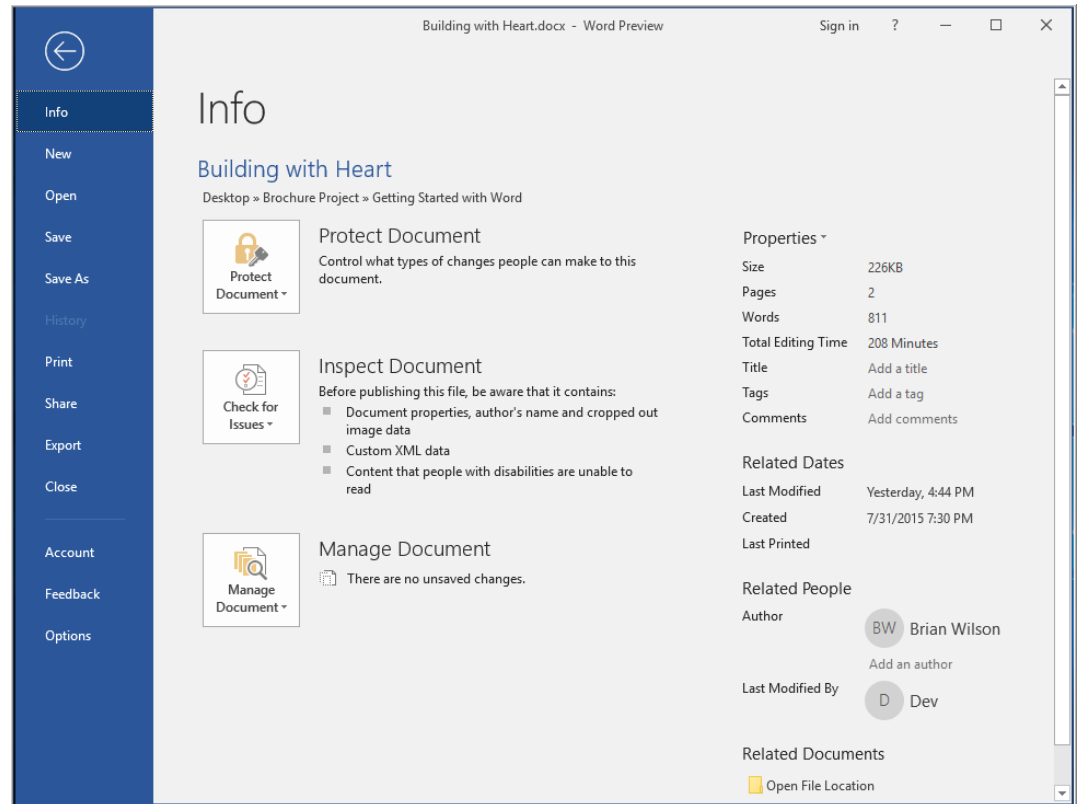 Building with Heart.docx - Word Preview
Sign in
?
Info
New
Open
Save
Save As
History
Print
Share
Export
Close
Account
Feedback
Options
Info
Building with Heart
Desktop » Brochure Project » Getting Started with Word
Protect
Document
Protect Document
Control what types of changes people can make to this
document.
Check for
Issues
Inspect Document
Before publishing this file, be aware that it contains:
Document properties, author's name and cropped out
image data
Custom XML data
Content that people with disabilities are unable to
read
Manage
Document
Manage Document
There are no unsaved changes.
Properties
Size 226KB
Pages 2
Words 811
Total Editing Time 208 Minutes
Title Add a title
Tags Add a tag
Comments Add comments
Related Dates
Last Modified Yesterday, 4:44 PM
Created 7/31/2015 7:30 PM
Last Printed
Related People
Author
BW Brian Wilson
Add an author
Last Modified By
D Dev
Related Documents
Open File Location